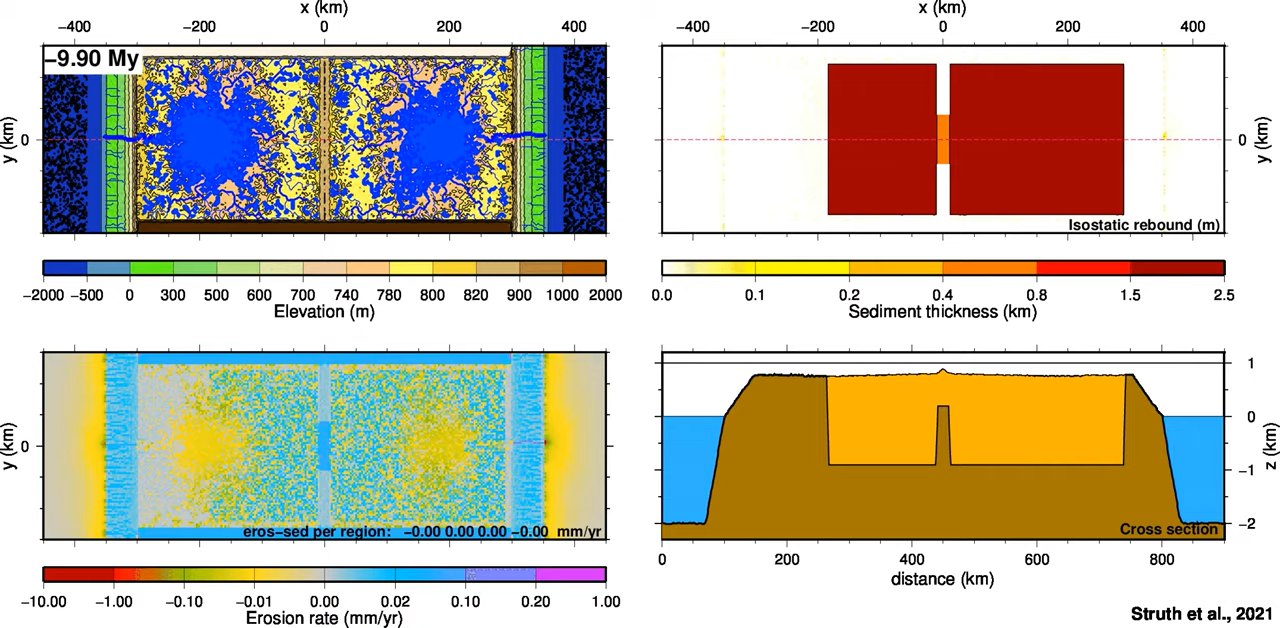 x (km)
−400 −200 0 200 400
−9.90 My
y (km)
0
−2000 −500 0 300 500 600 700 740 780 800 820 900 1000 2000
Elevation (m)
x (km)
−400 −200 0 200 400
0
y (km)
Isostatic rebound (m)
0.0 0.1 0.2 0.4 0.8 1.5 2.5
Sediment thickness (km)
y (km)
0
eros−sed per region: −0.00 0.00 0.00 −0.00 mm/yr
−10.00 −1.00 −0.10 −0.01 0.00 0.02 0.10 0.20 1.00
Erosion rate (mm/yr)
1
0
−1
−2
z (km)
Cross section
0 200 400 600 800
distance (km)
Struth et al., 2021